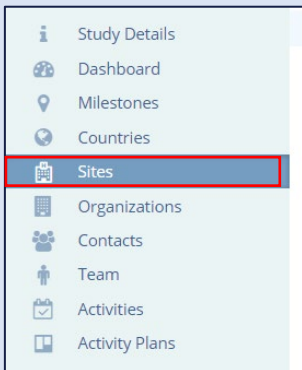 Study Details
Dashboard
Milestones
Countries
Sites
Organizations
Contacts
Team
Activities
Activity Plans